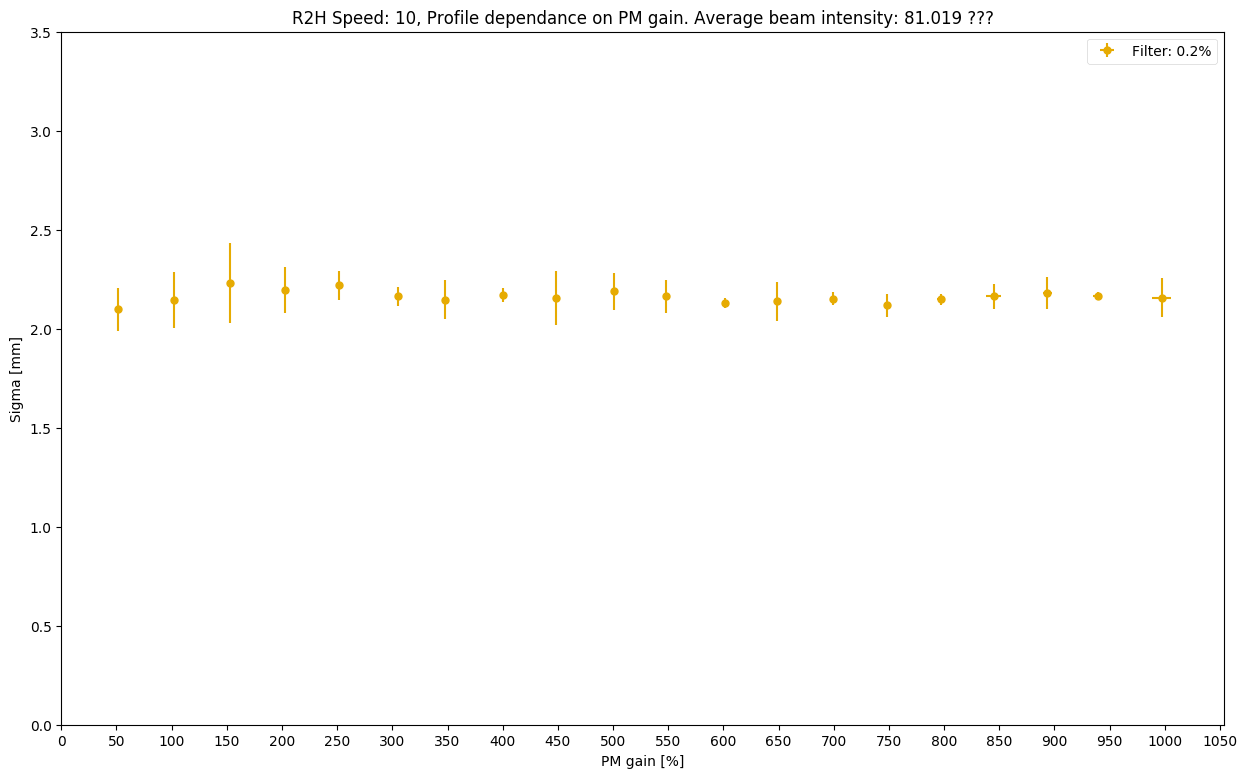 R2H Speed: 10, Profile dependance on PM gain. Average beam intensity: 81.019 ???
Filter: 0.2%
3.5
3.0
2.5
2.0
1.5
1.0
0.5
0.0
Sigma [mm]
0 50 100 150 200 250 300 350 400 450 500 550 600 650 700 750 800 850 900 950 1000 1050
PM gain [%]